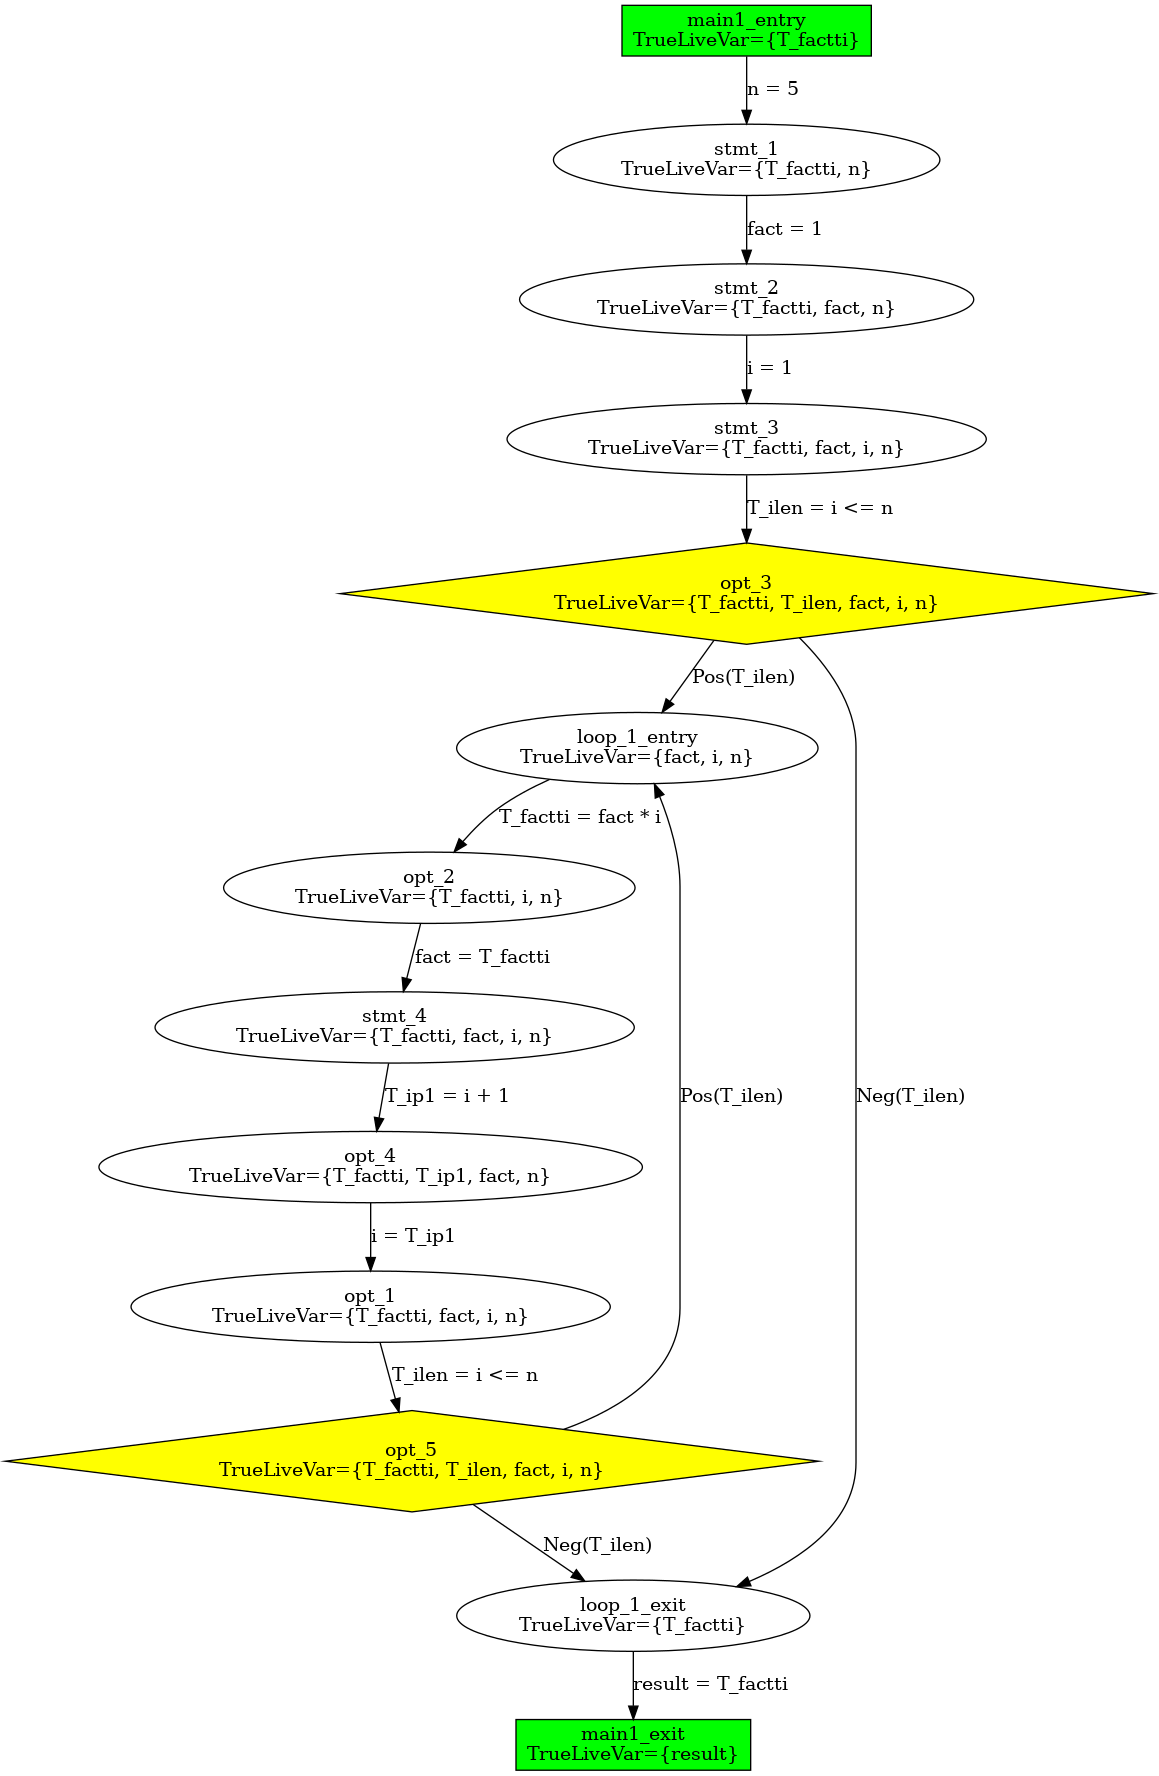 main1_entry
TrueLiveVar={T_factti}
n = 5
stmt_1
TrueLiveVar={T_factti, n}
fact = 1
stmt_2
TrueLiveVar={T_factti, fact, n}
i = 1
stmt_3
TrueLiveVar={T_factti, fact, i, n}
T_ilen = i <= n
opt_3
TrueLiveVar={T_factti, T_ilen, fact, i, n}
Pos(T_ilen)
loop_1_entry
TrueLiveVar={fact, i, n}
T_factti = fact * i
opt_2
TrueLiveVar={T_factti, i, n}
fact = T_factti
stmt_4
TrueLiveVar={T_factti, fact, i, n}
T_ip1 = i + 1
Pos(T_ilen)
Neg(T_ilen)
opt_4
TrueLiveVar={T_factti, T_ip1, fact, n}
i = T_ip1
opt_1
TrueLiveVar={T_factti, fact, i, n}
T_ilen = i <= n
opt_5
TrueLiveVar={T_factti, T_ilen, fact, i, n}
Neg(T_ilen)
loop_1_exit
TrueLiveVar={T_factti}
result = T_factti
main1_exit
TrueLiveVar={result}